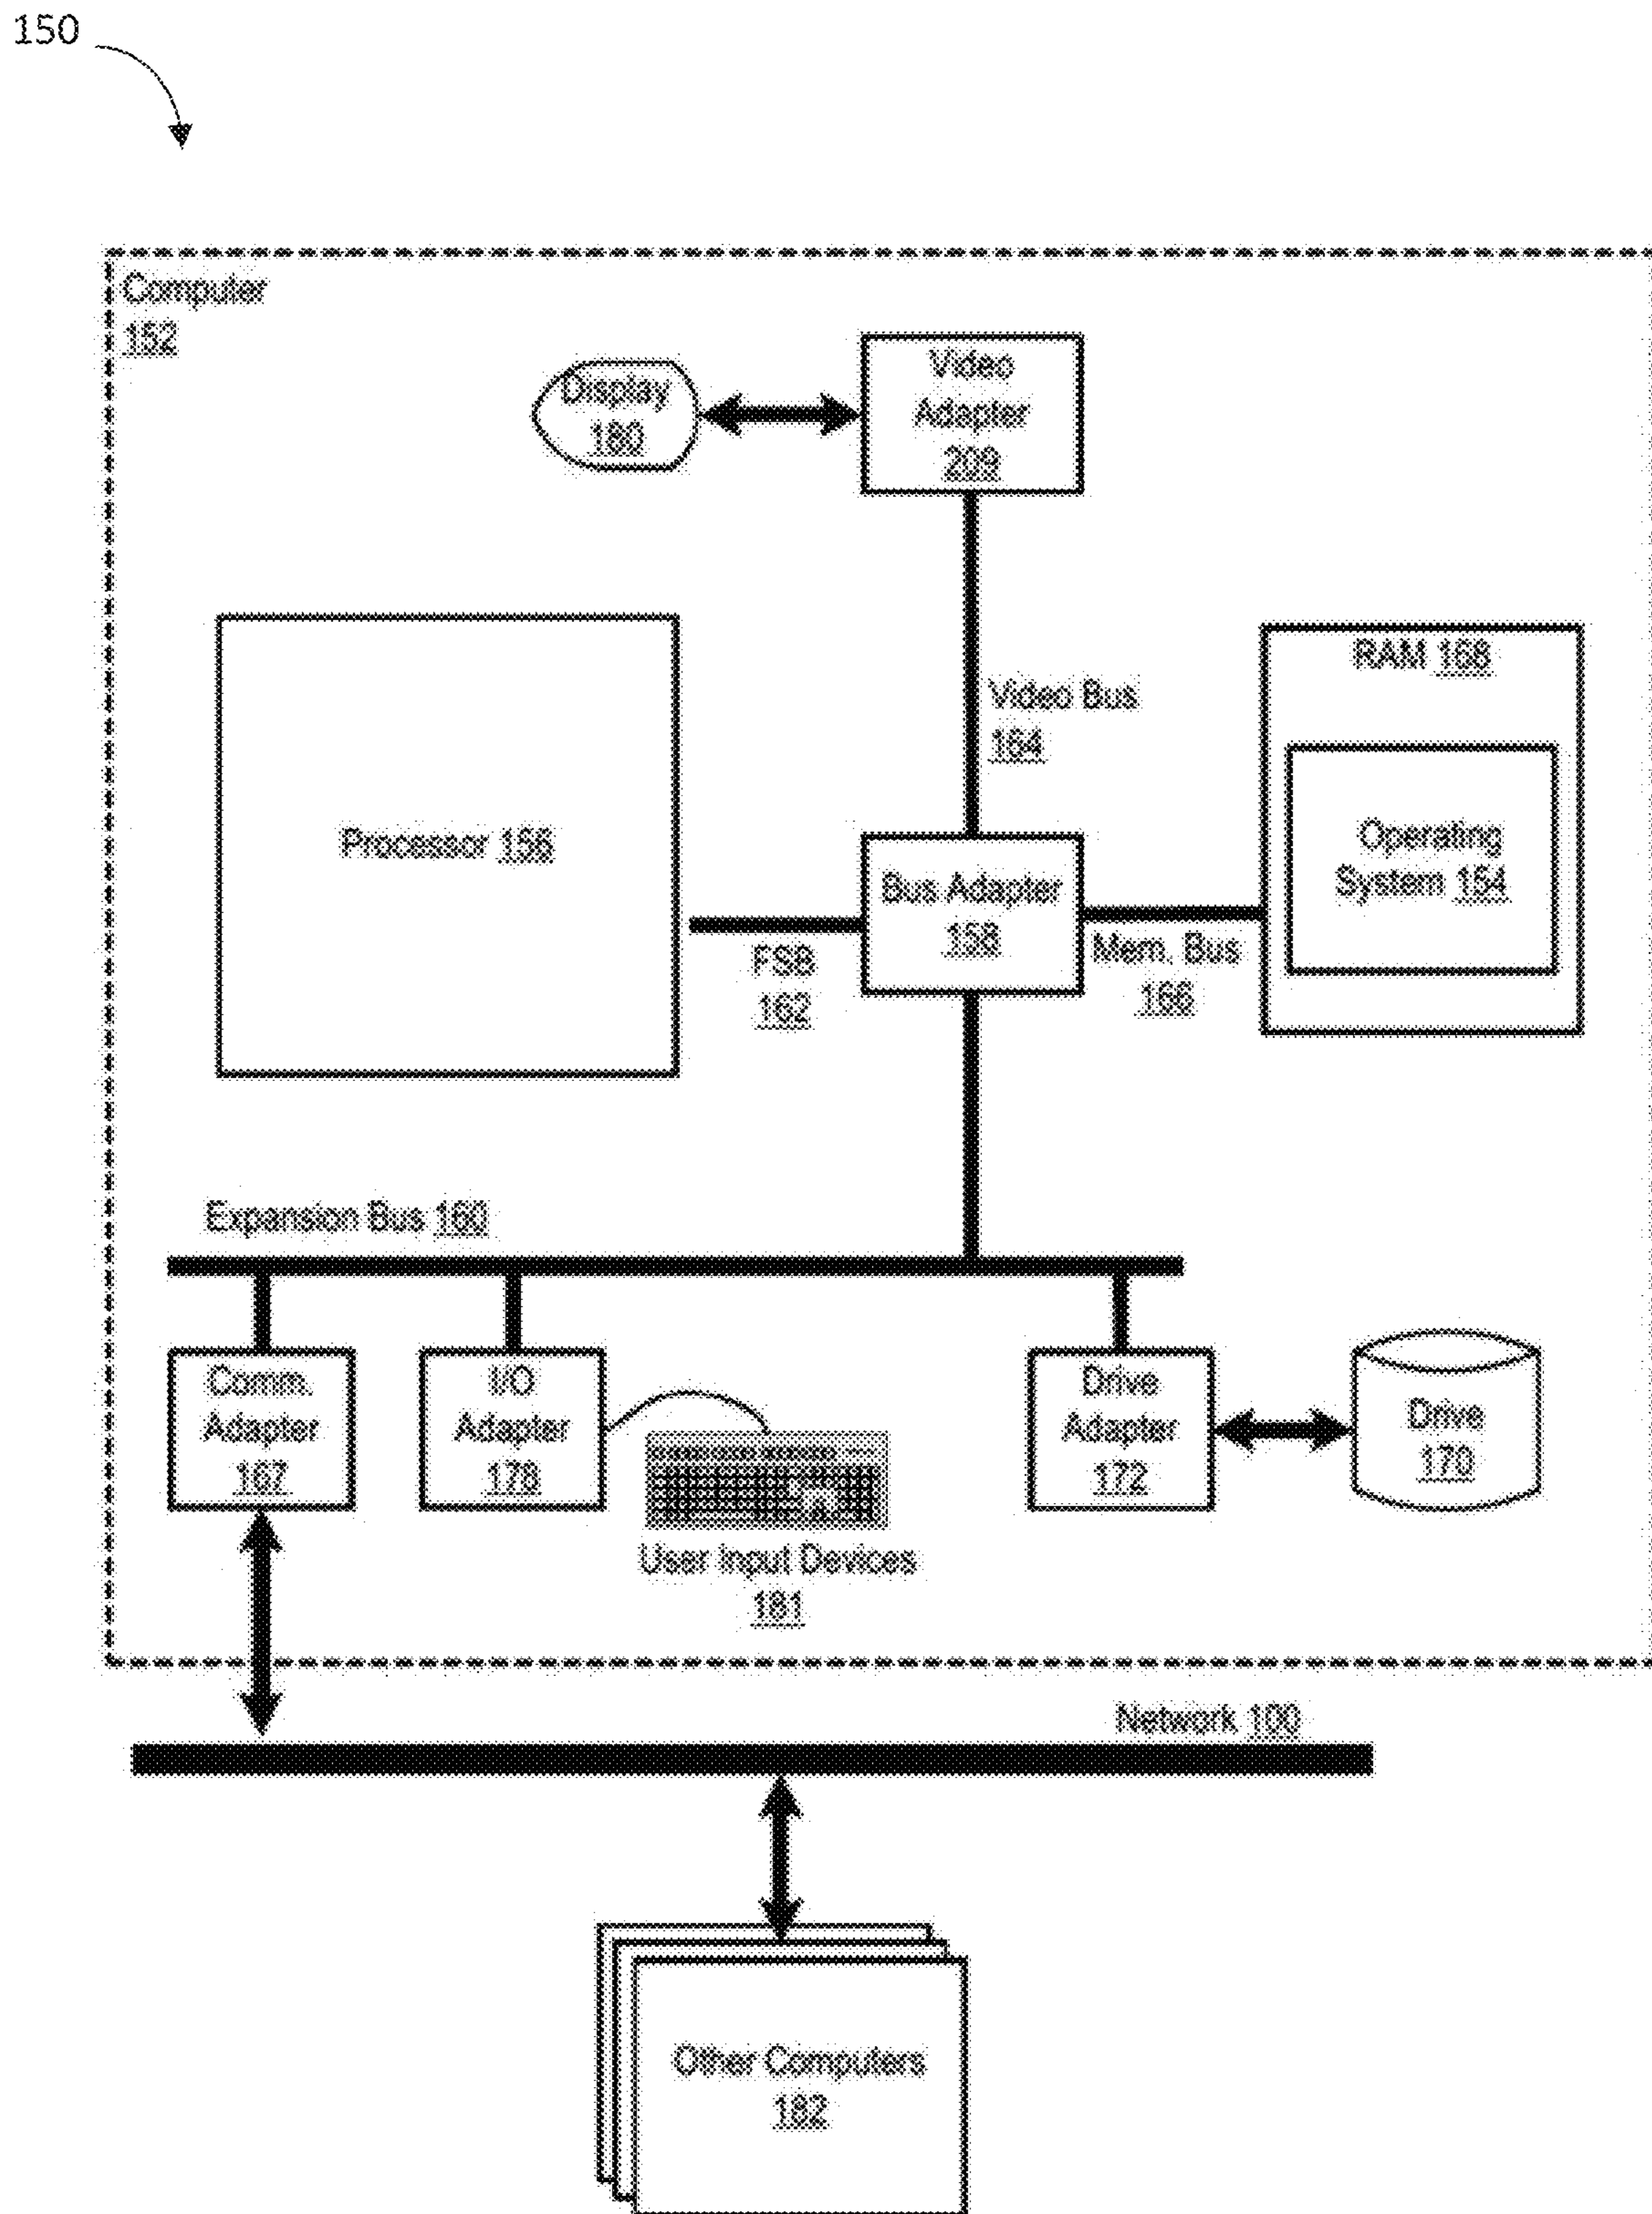 150
Computer
152
Display
180
Video
Adapter
209
Video Bus
164
RAM 168
Operating
System 154
Processor 156
Bus Adapter
158
FSB
162
Mem. Bus
166
Expansion Bus 160
Comm.
Adapter
167
I/O
Adapter
178
User Input Devices
181
Drive
Adapter
172
Drive
170
Network 100
Other Computers
182